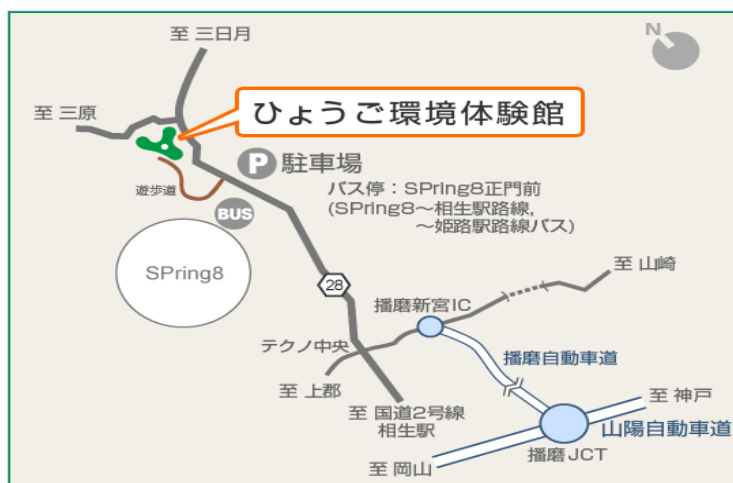 至 三日月
N
至 三原
ひょうご環境体験館
P 駐車場
遊歩道
バス停：SPring8正門前
(SPring8～相生駅路線,
～姫路駅路線バス)
BUS
SPring8
至 山崎
28
播磨新宮IC
テクノ中央
播磨自動車道
至 上郡
至 神戸
至 国道2号線
相生駅
山陽自動車道
播磨JCT
至 岡山